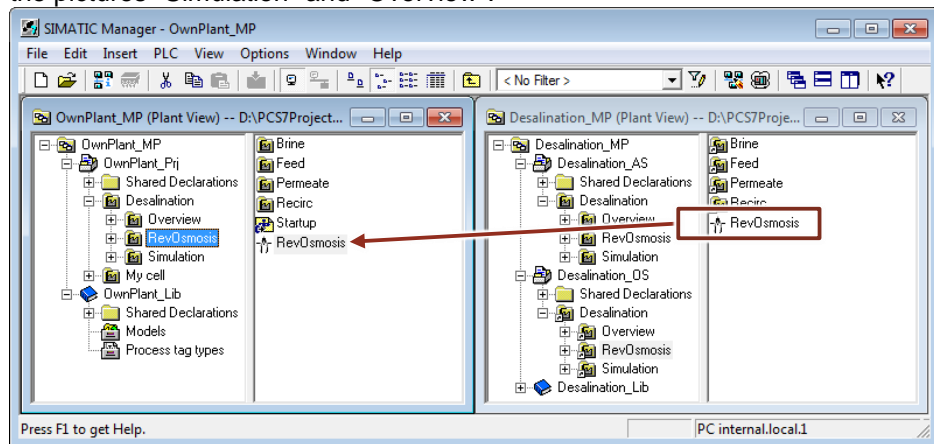 the pictures "Simulation" and "Overview".
SIMATIC Manager - OwnPlant_MP
File Edit Insert PLC View Options Window Help
< No Filter >
OwnPlant_MP (Plant View) -- D:\PCS7Project...
OwnPlant_MP
OwnPlant_Prj
Shared Declarations
Desalination
Overview
RevOsmosis
Simulation
My cell
OwnPlant_Lib
Shared Declarations
Models
Process tag types
Brine
Feed
Permeate
Recirc
Startup
RevOsmosis
Desalination_MP (Plant View) -- D:\PCS7Proje...
Desalination_MP
Desalination_AS
Shared Declarations
Desalination
Overview
RevOsmosis
Simulation
Desalination_OS
Shared Declarations
Desalination
Overview
RevOsmosis
Simulation
Desalination_Lib
Brine
Feed
Permeate
Recirc
RevOsmosis
Press F1 to get Help.
PC internal.local.1